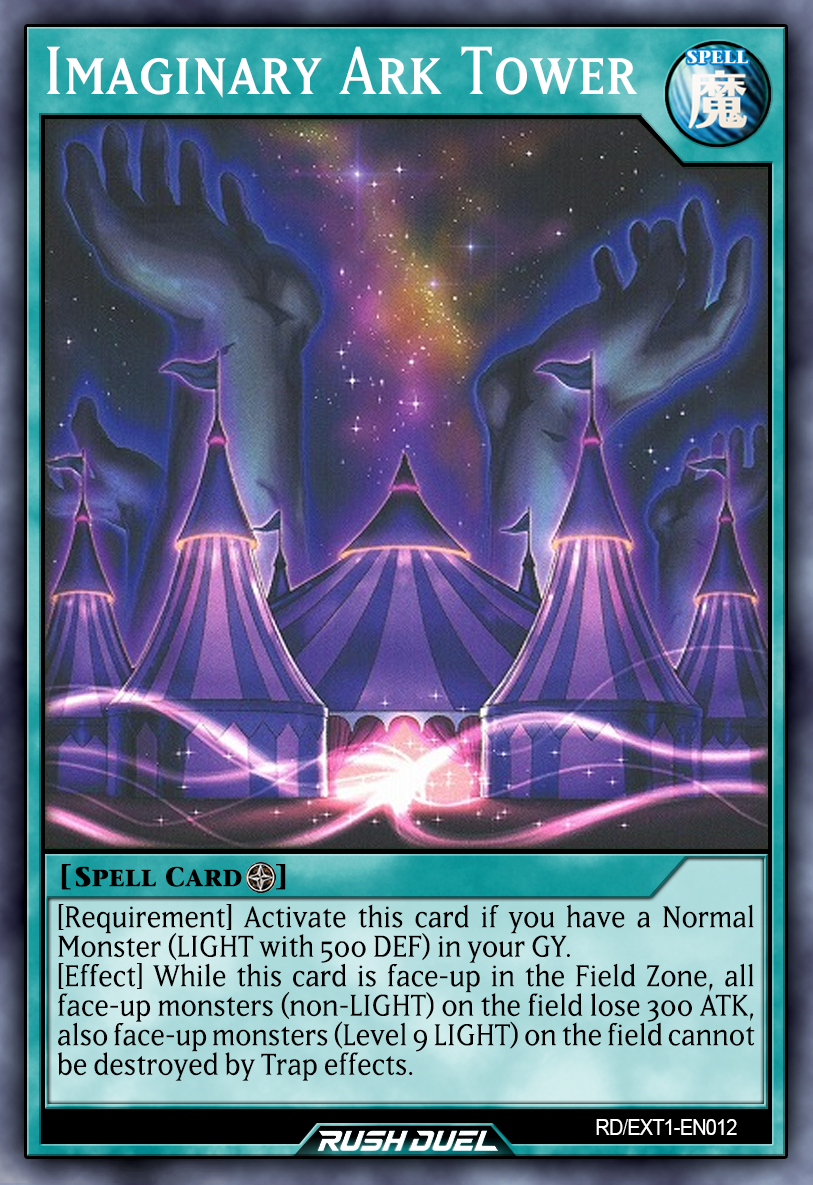 Imaginary Ark Tower
SPELL
魔
[Spell Card]
[Requirement] Activate this card if you have a Normal
Monster (LIGHT with 500 DEF) in your GY.
[Effect] While this card is face-up in the Field Zone, all
face-up monsters (non-LIGHT) on the field lose 300 ATK,
also face-up monsters (Level 9 LIGHT) on the field cannot
be destroyed by Trap effects.
RD/EXT1-EN012
RUSH DUEL